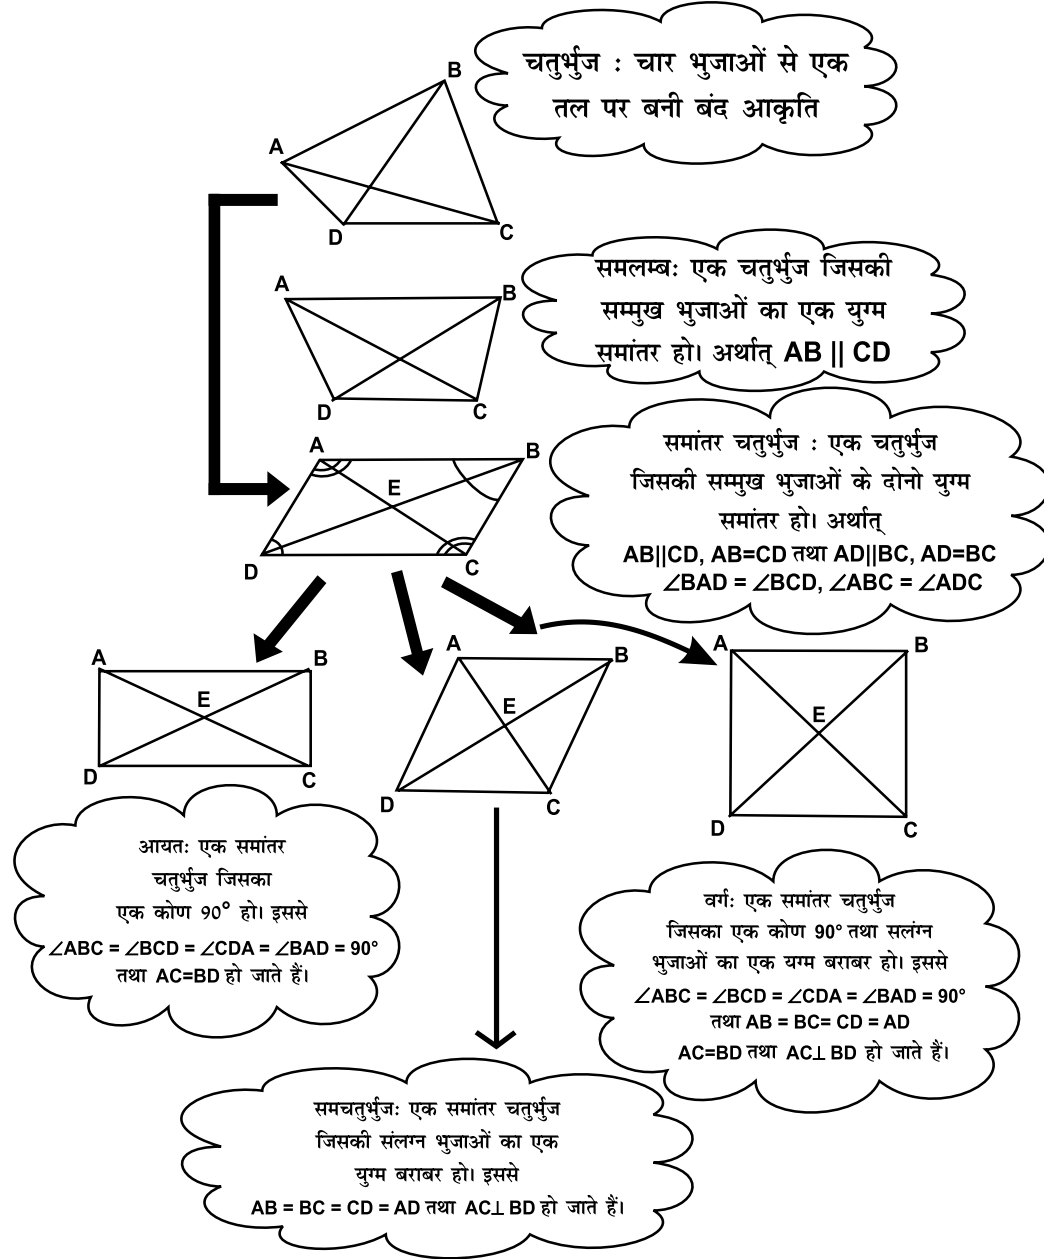 चतुर्भुज : चार भुजाओं से एक
तल पर बनी बंद आकृति
B
A
D
C
समलम्बः एक चतुर्भुज जिसकी
सम्मुख भुजाओं का एक युग्म
समांतर हो। अर्थात् AB || CD
A
B
D
C
समांतर चतुर्भुज : एक चतुर्भुज
जिसकी सम्मुख भुजाओं के दोनो युग्म
समांतर हो। अर्थात्
AB||CD, AB=CD तथा AD||BC, AD=BC
∠BAD = ∠BCD, ∠ABC = ∠ADC
A
B
E
D
C
A
B
E
D
C
A
B
E
D
C
A
B
E
D
C
आयतः एक समांतर
चतुर्भुज जिसका
एक कोण 90° हो। इससे
∠ABC = ∠BCD = ∠CDA = ∠BAD = 90°
तथा AC=BD हो जाते हैं।
वर्गः एक समांतर चतुर्भुज
जिसका एक कोण 90° तथा सलंग्न
भुजाओं का एक यग्म बराबर हो। इससे
∠ABC = ∠BCD = ∠CDA = ∠BAD = 90°
तथा AB = BC= CD = AD
AC=BD तथा AC⊥ BD हो जाते हैं।
समचतुर्भुजः एक समांतर चतुर्भुज
जिसकी संलग्न भुजाओं का एक
युग्म बराबर हो। इससे
AB = BC = CD = AD तथा AC⊥ BD हो जाते हैं।